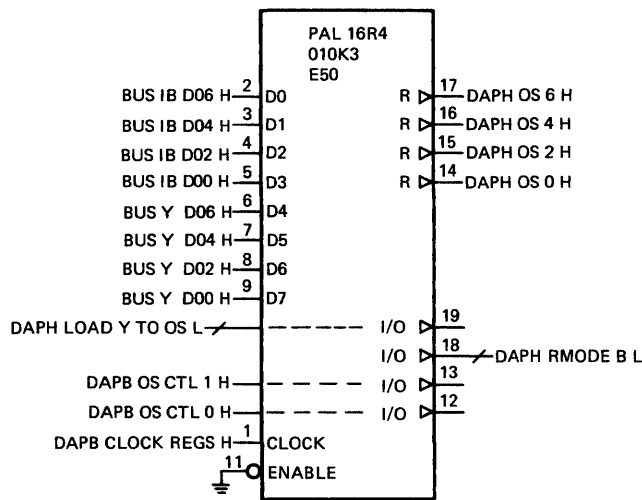 PAL 16R4
010K3
E50
BUS IB D06 H 2 D0 R 17 DAPH OS 6 H
BUS IB D04 H 3 D1 R 16 DAPH OS 4 H
BUS IB D02 H 4 D2 R 15 DAPH OS 2 H
BUS IB D00 H 5 D3 R 14 DAPH OS 0 H
BUS Y D06 H 6 D4
BUS Y D04 H 7 D5
BUS Y D02 H 8 D6
BUS Y D00 H 9 D7
DAPH LOAD Y TO OS L I/O 19
I/O 18 DAPH RMODE B L
DAPB OS CTL 1 H I/O 13
DAPB OS CTL 0 H I/O 12
DAPB CLOCK REGS H 1 CLOCK
11 ENABLE